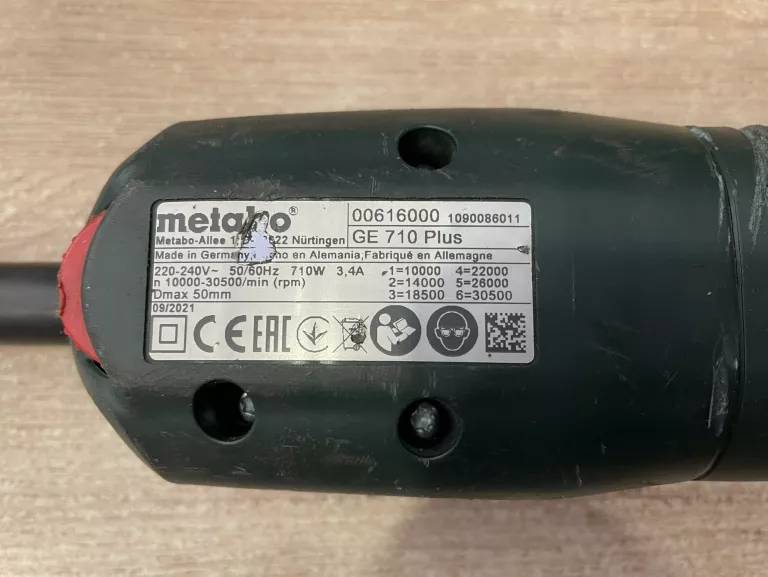 metabo®
Metabo-Allee Nürtingen
00616000 1090086011
GE 710 Plus
Made in Germany, en Alemania,Fabriqué en Allemagne
220-240V~ 50/60Hz 710W 3,4A
n 10000-30500/min (rpm)
Dmax 50mm
09/2021
1=10000 4=22000
2=14000 5=26000
3=18500 6=30500
CE EAC